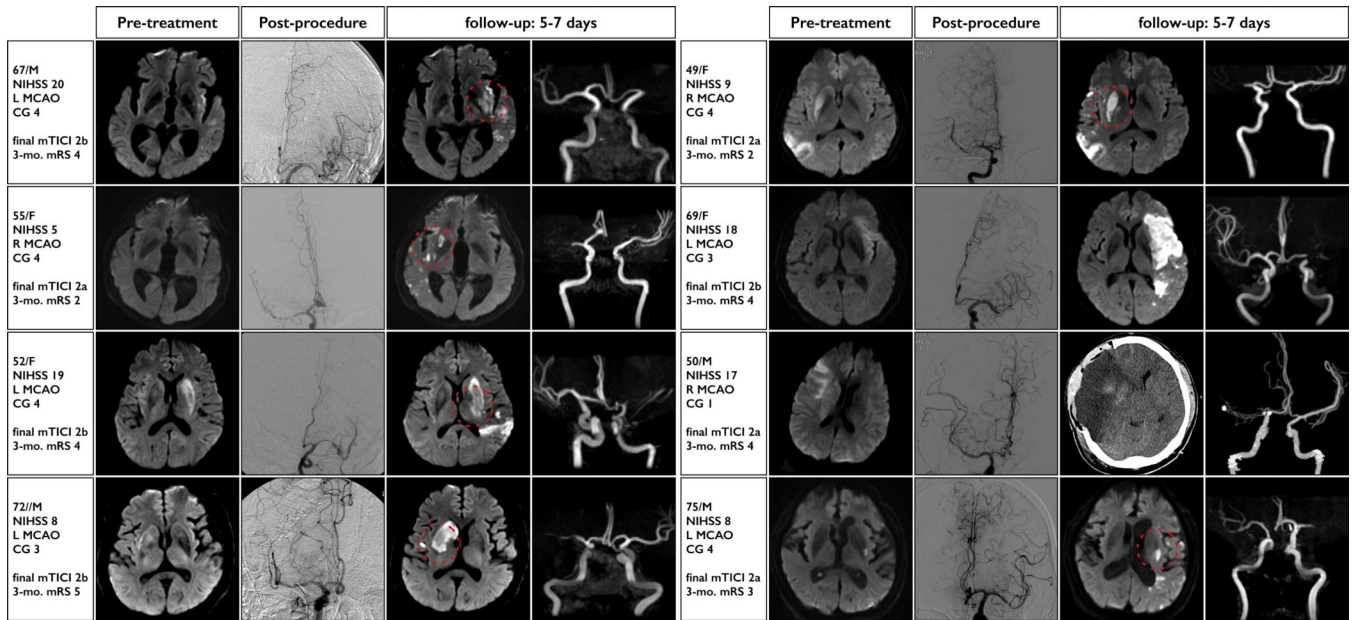 Pre-treatment
Post-procedure
follow-up: 5-7 days
67/M
NIHSS 20
L MCAO
CG 4
final mTICI 2b
3-mo. mRS 4
55/F
NIHSS 5
R MCAO
CG 4
final mTICI 2a
3-mo. mRS 2
52/F
NIHSS 19
L MCAO
CG 4
final mTICI 2b
3-mo. mRS 4
72//M
NIHSS 8
L MCAO
CG 3
final mTICI 2b
3-mo. mRS 5
Pre-treatment
Post-procedure
follow-up: 5-7 days
49/F
NIHSS 9
R MCAO
CG 4
final mTICI 2a
3-mo. mRS 2
69/F
NIHSS 18
L MCAO
CG 3
final mTICI 2b
3-mo. mRS 4
50/M
NIHSS 17
R MCAO
CG 1
final mTICI 2a
3-mo. mRS 4
75/M
NIHSS 8
L MCAO
CG 4
final mTICI 2a
3-mo. mRS 3